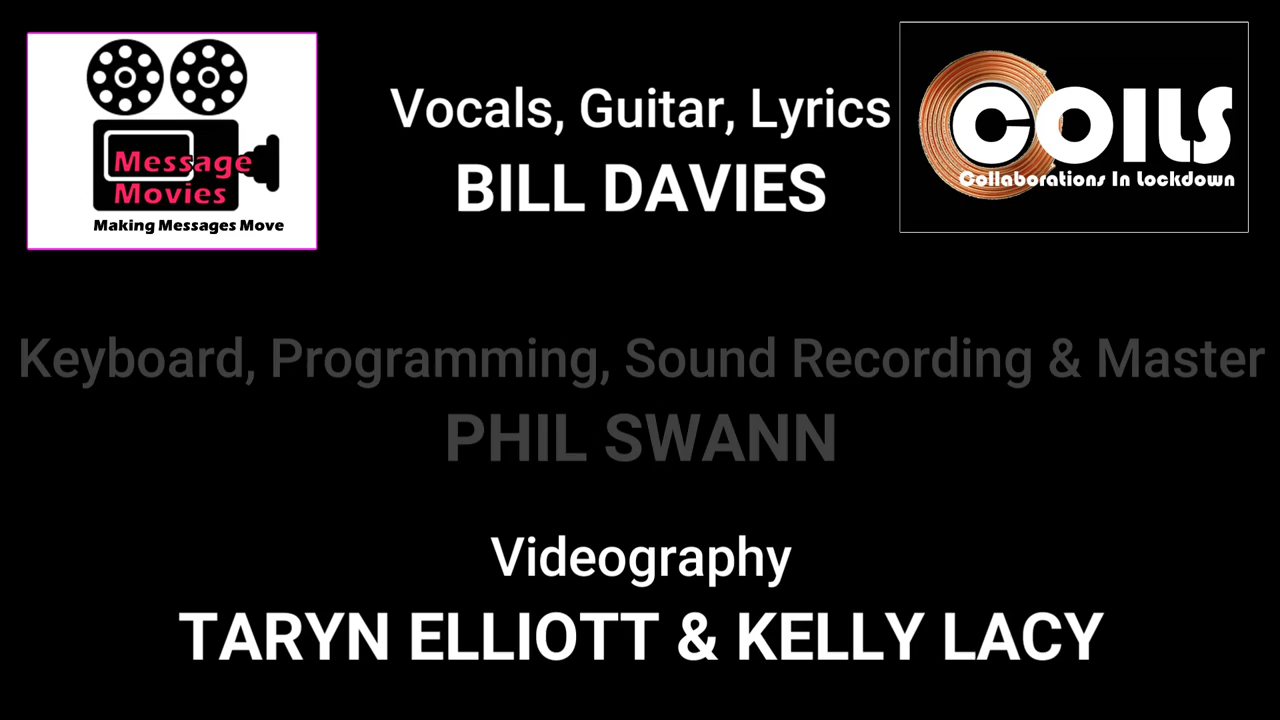 Message
Movies
Making Messages Move
Vocals, Guitar, Lyrics
BILL DAVIES
COILS
Collaborations In Lockdown
Keyboard, Programming, Sound Recording & Master
PHIL SWANN
Videography
TARYN ELLIOTT & KELLY LACY